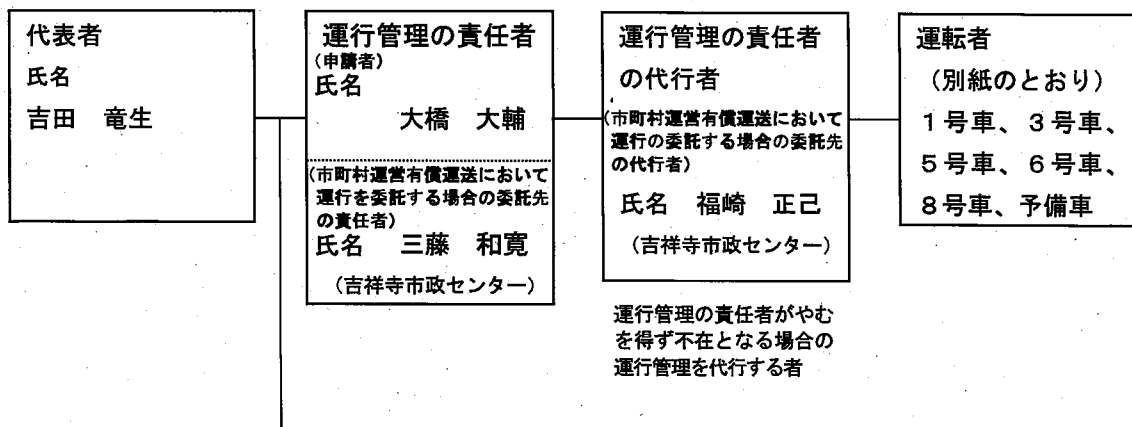 代表者
氏名
吉田　竜生
運行管理の責任者
(申請者)
氏名
大橋　大輔
(市町村運営有償運送において
運行を委託する場合の委託先
の責任者)
氏名　三藤　和寛
(吉祥寺市政センター)
運行管理の責任者
の代行者
(市町村運営有償運送において
運行の委託する場合の委託先
の代行者)
氏名　福崎　正己
(吉祥寺市政センター)
運行管理の責任者がやむ
を得ず不在となる場合の
運行管理を代行する者
運転者
(別紙のとおり)
１号車、３号車、
５号車、６号車、
８号車、予備車